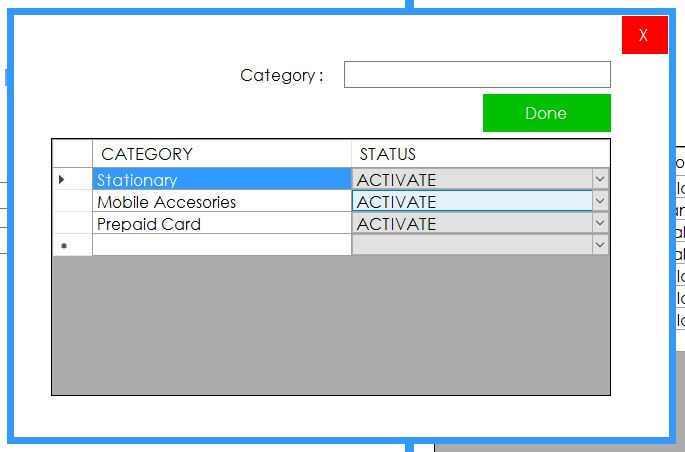 X
Category :
Done
CATEGORY STATUS
Stationary ACTIVATE
Mobile Accesories ACTIVATE
Prepaid Card ACTIVATE
*